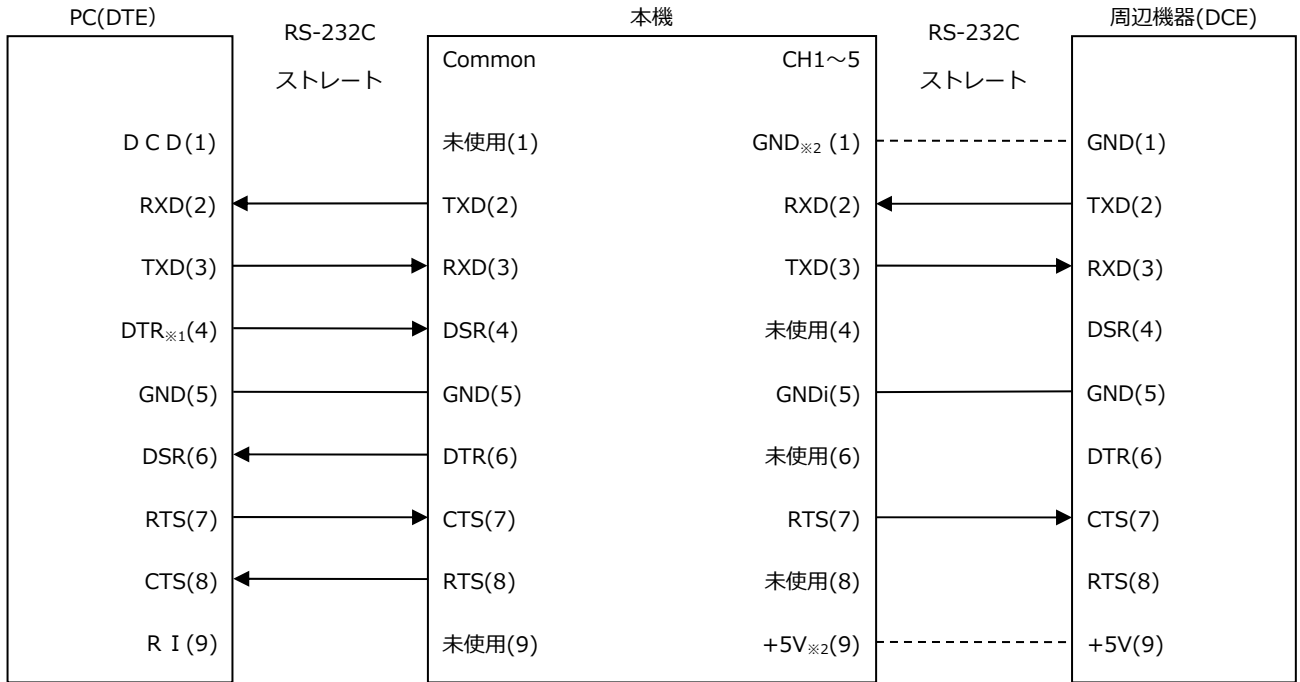 PC(DTE) 本機 周辺機器(DCE)
RS-232C RS-232C
Common CH1～5
ストレート ストレート
ＤＣＤ(1) 未使用(1) GND※2 (1) GND(1)
RXD(2) TXD(2) RXD(2) TXD(2)
TXD(3) RXD(3) TXD(3) RXD(3)
DTR※1(4) DSR(4) 未使用(4) DSR(4)
GND(5) GND(5) GNDi(5) GND(5)
DSR(6) DTR(6) 未使用(6) DTR(6)
RTS(7) CTS(7) RTS(7) CTS(7)
CTS(8) RTS(8) 未使用(8) RTS(8)
ＲＩ(9) 未使用(9) +5V※2(9) +5V(9)